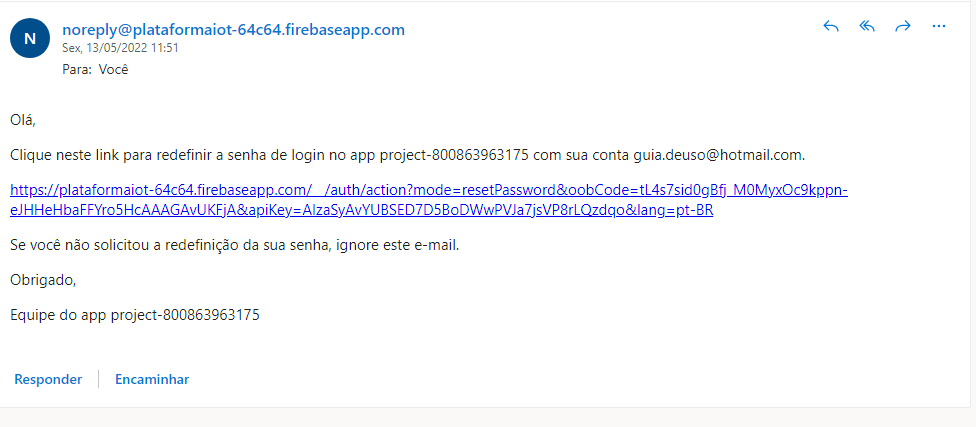 N
noreply@plataformaiot-64c64.firebaseapp.com
Sex, 13/05/2022 11:51
Para: Você
Olá,
Clique neste link para redefinir a senha de login no app project-800863963175 com sua conta guia.deuso@hotmail.com.
https://plataformaiot-64c64.firebaseapp.com/__/auth/action?mode=resetPassword&oobCode=tL4s7sid0gBfj_M0MyxOc9kppn-
eJHHeHbaFFYro5HcAAAGAvUKFjA&apiKey=AIzaSyAvYUBSED7D5BoDWwPVJa7jsVP8rLQzdqo&lang=pt-BR
Se você não solicitou a redefinição da sua senha, ignore este e-mail.
Obrigado,
Equipe do app project-800863963175
Responder
Encaminhar